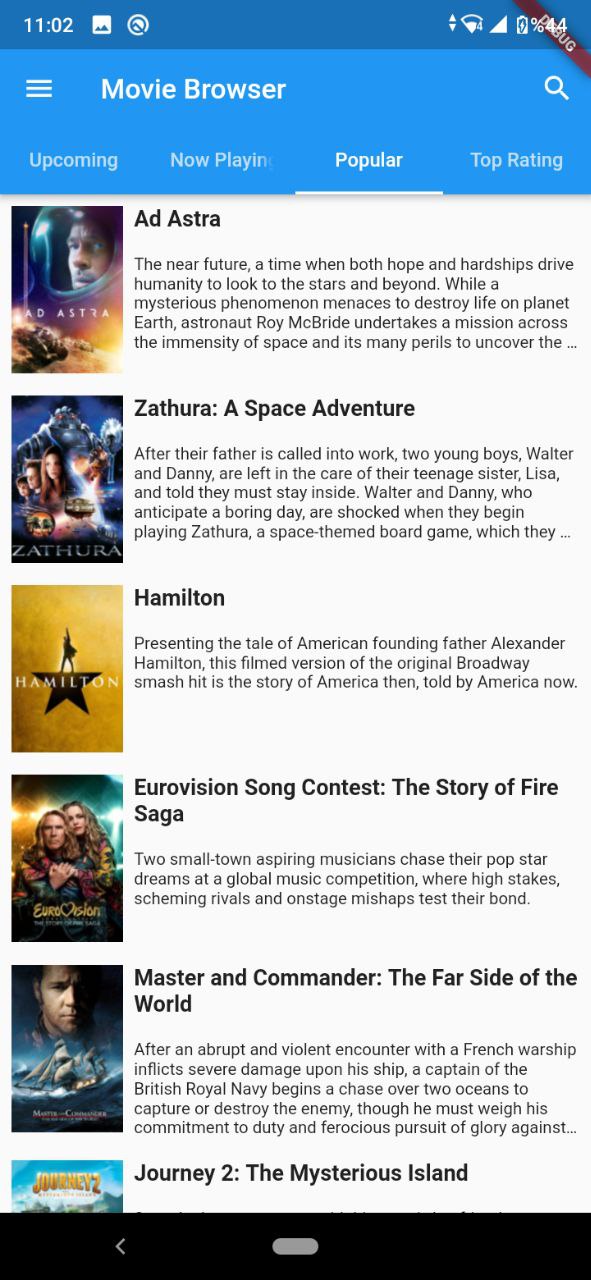 11:02
4
%44
DEBUG
Movie Browser
Upcoming
Now Playing
Popular
Top Rating
AD ASTRA
Ad Astra
The near future, a time when both hope and hardships drive
humanity to look to the stars and beyond. While a
mysterious phenomenon menaces to destroy life on planet
Earth, astronaut Roy McBride undertakes a mission across
the immensity of space and its many perils to uncover the …
ZATHURA
Zathura: A Space Adventure
After their father is called into work, two young boys, Walter
and Danny, are left in the care of their teenage sister, Lisa,
and told they must stay inside. Walter and Danny, who
anticipate a boring day, are shocked when they begin
playing Zathura, a space-themed board game, which they …
HAMILTON
Hamilton
Presenting the tale of American founding father Alexander
Hamilton, this filmed version of the original Broadway
smash hit is the story of America then, told by America now.
EUROVISION
THE STORY OF FIRE SAGA
Eurovision Song Contest: The Story of Fire
Saga
Two small-town aspiring musicians chase their pop star
dreams at a global music competition, where high stakes,
scheming rivals and onstage mishaps test their bond.
MASTER AND COMMANDER
Master and Commander: The Far Side of the
World
After an abrupt and violent encounter with a French warship
inflicts severe damage upon his ship, a captain of the
British Royal Navy begins a chase over two oceans to
capture or destroy the enemy, though he must weigh his
commitment to duty and ferocious pursuit of glory against…
JOURNEY 2
Journey 2: The Mysterious Island